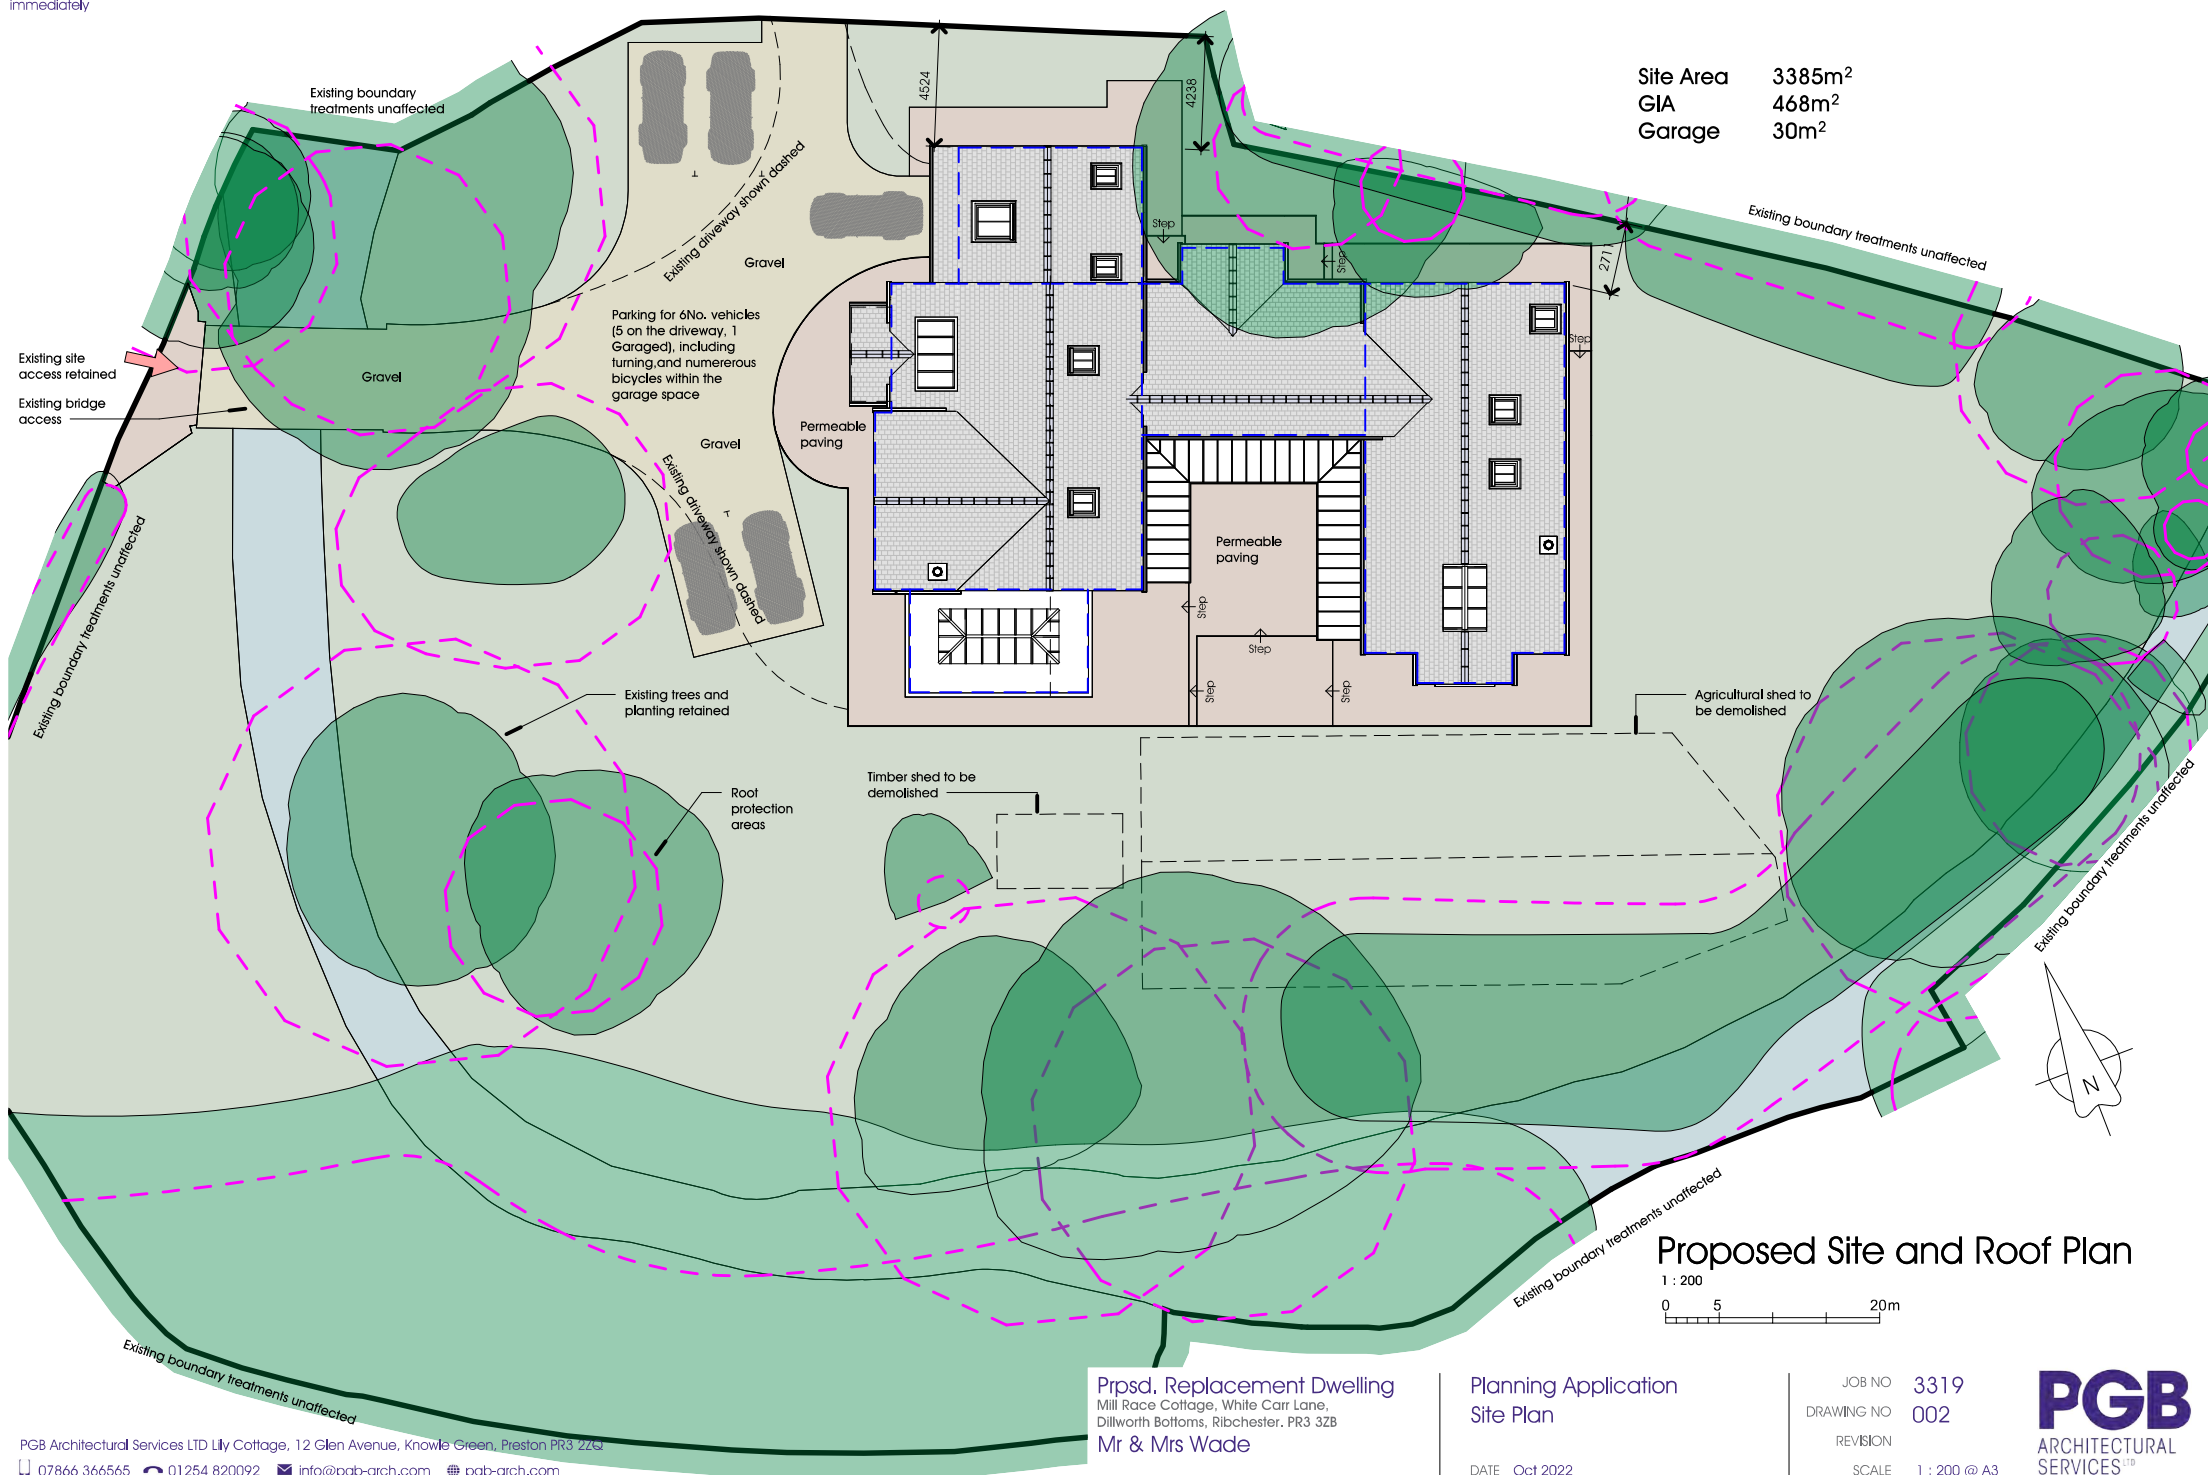 immediately
Site Area 3385m²
GIA 468m²
Garage 30m²
Existing boundary
treatments unaffected
4524
4238
2711
Existing boundary treatments unaffected
Existing driveway shown dashed
Gravel
Step
Step
Step
Parking for 6No. vehicles
(5 on the driveway, 1
Garaged), including
turning,and numererous
bicycles within the
garage space
Existing site
access retained
Gravel
Existing bridge
access
Gravel
Permeable
paving
Existing driveway shown dashed
Permeable
paving
Step
Step
Step
Step
Existing boundary treatments unaffected
Existing trees and
planting retained
Agricultural shed to
be demolished
Root
protection
areas
Timber shed to be
demolished
Existing boundary treatments unaffected
N
Existing boundary treatments unaffected
Proposed Site and Roof Plan
1 : 200
0 5 20m
Existing boundary treatments unaffected
Prpsd. Replacement Dwelling
Mill Race Cottage, White Carr Lane,
Dillworth Bottoms, Ribchester. PR3 3ZB
Mr & Mrs Wade
Planning Application
Site Plan
DATE Oct 2022
JOB NO 3319
DRAWING NO 002
REVISION
SCALE 1 : 200 @ A3
PGB
ARCHITECTURAL
SERVICES LTD
PGB Architectural Services LTD Lily Cottage, 12 Glen Avenue, Knowle Green, Preston PR3 2ZQ
07866 366565 01254 820092 info@pgb-arch.com pgb-arch.com